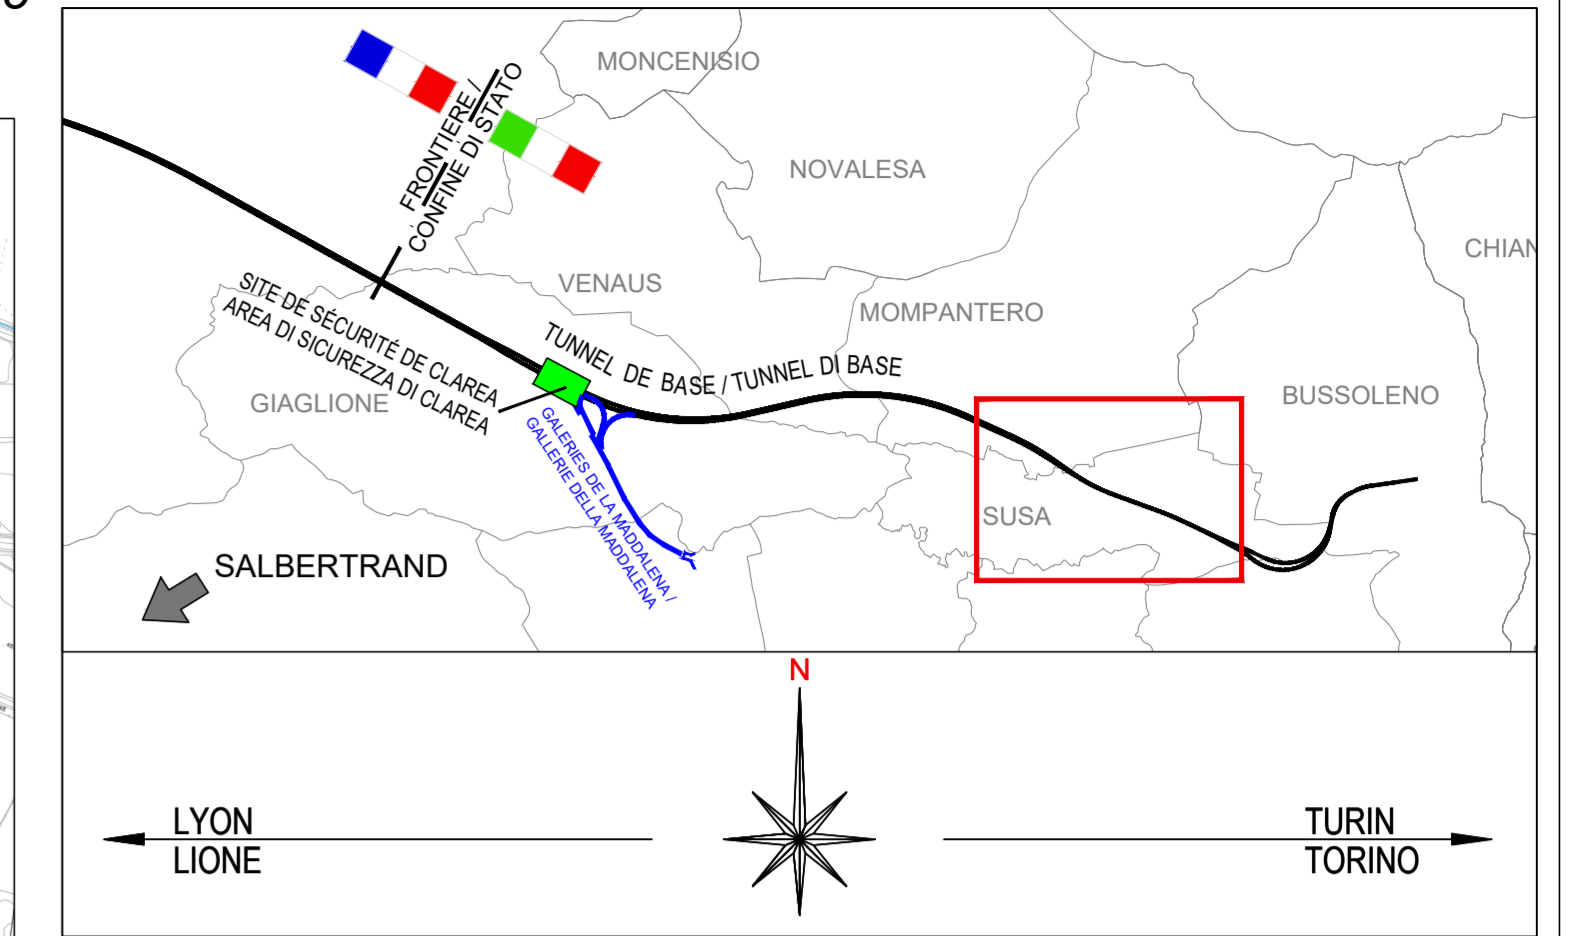 MONCENISIO
FRONTIERE /
CONFINE DI STATO
NOVALESA
CHIAN
VENAUS
SITE DE SÉCURITÉ DE CLAREA
AREA DI SICUREZZA DI CLAREA
MOMPANTERO
TUNNEL DE BASE / TUNNEL DI BASE
GIAGLIONE
BUSSOLENO
GALERIES DE LA MADDALENA /
GALLERIE DELLA MADDALENA
SUSA
SALBERTRAND
N
LYON
LIONE
TURIN
TORINO